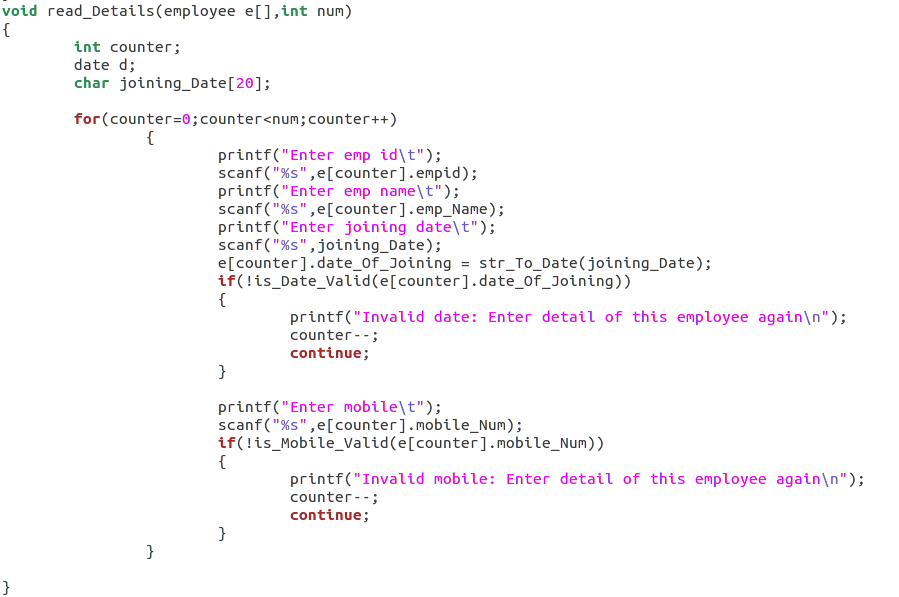 void read_Details(employee e[],int num)
{
        int counter;
        date d;
        char joining_Date[20];

        for(counter=0;counter<num;counter++)
                {
                        printf("Enter emp id\t");
                        scanf("%s",e[counter].empid);
                        printf("Enter emp name\t");
                        scanf("%s",e[counter].emp_Name);
                        printf("Enter joining date\t");
                        scanf("%s",joining_Date);
                        e[counter].date_Of_Joining = str_To_Date(joining_Date);
                        if(!is_Date_Valid(e[counter].date_Of_Joining))
                        {
                                printf("Invalid date: Enter detail of this employee again\n");
                                counter--;
                                continue;
                        }

                        printf("Enter mobile\t");
                        scanf("%s",e[counter].mobile_Num);
                        if(!is_Mobile_Valid(e[counter].mobile_Num))
                        {
                                printf("Invalid mobile: Enter detail of this employee again\n");
                                counter--;
                                continue;
                        }
                }

}